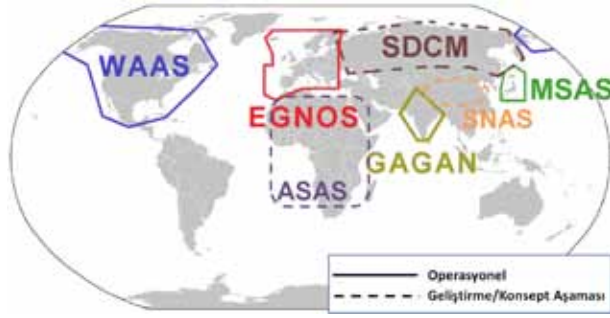 SDCM
WAAS
MSAS
EGNOS
SNAS
GAGAN
ASAS
Operasyonel
Geliştirme/Konsept Aşaması